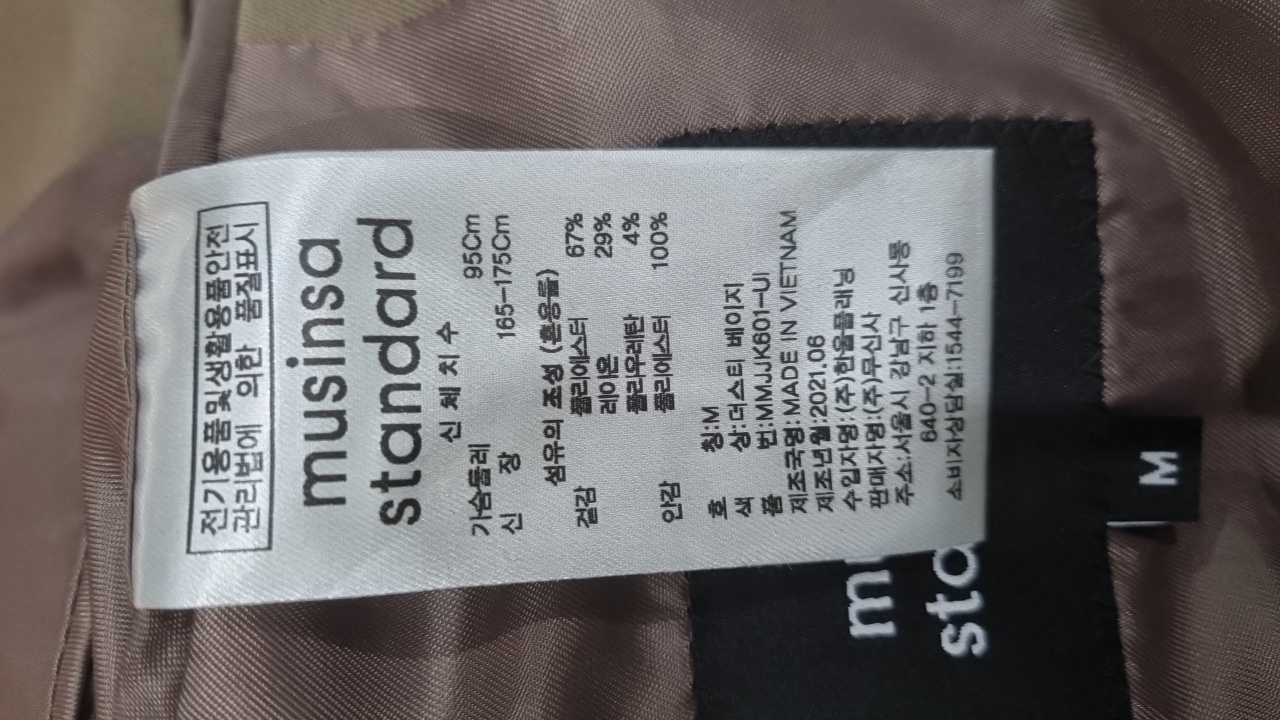 전기용품및생활용품안전
관리법에 의한 품질표시
musinsa
standard
신 체 치 수
가슴둘레 95Cm
신 장 165-175Cm
섬유의 조성 (혼용률)
겉감 폴리에스터 67%
레이온 29%
폴리우레탄 4%
안감 폴리에스터 100%
호 칭:M
색 상:더스티 베이지
품 번:MMJJK601-UI
제조국명:MADE IN VIETNAM
제조년월:2021.06
수입자명:(주)한울플래닝
판매자명:(주)무신사
주소:서울시 강남구 신사동
640-2 지하 1층
소비자상담실:1544-7199
M